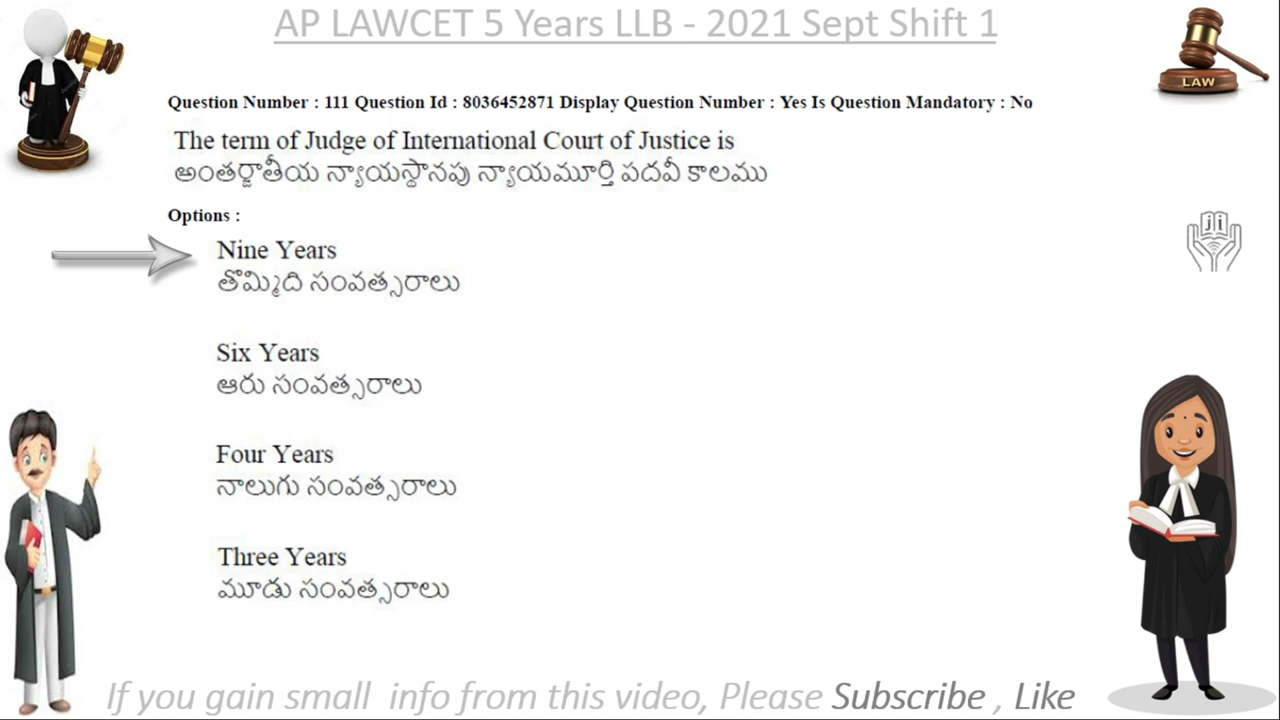 AP LAWCET 5 Years LLB - 2021 Sept Shift 1
LAW
Question Number : 111 Question Id : 8036452871 Display Question Number : Yes Is Question Mandatory : No
The term of Judge of International Court of Justice is
అంతర్జాతీయ న్యాయస్థానపు న్యాయమూర్తి పదవీ కాలము
Options :
Nine Years
తొమ్మిది సంవత్సరాలు
Six Years
ఆరు సంవత్సరాలు
Four Years
నాలుగు సంవత్సరాలు
Three Years
మూడు సంవత్సరాలు
If you gain small info from this video, Please Subscribe , Like